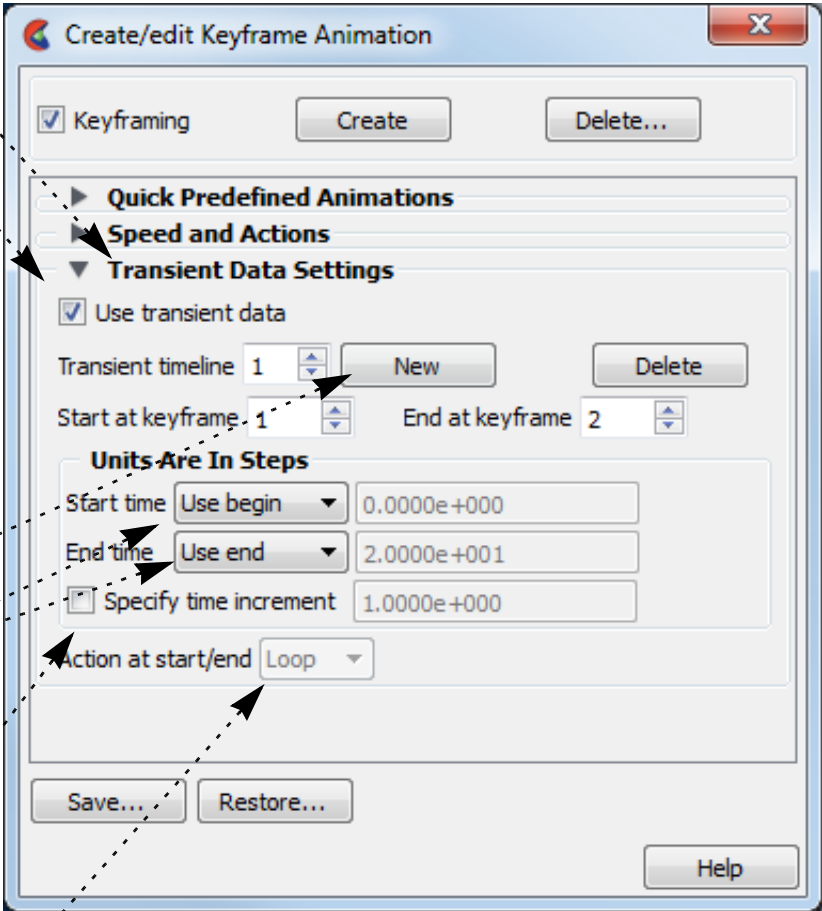 Create/edit Keyframe Animation
Keyframing Create Delete...
Quick Predefined Animations
Speed and Actions
Transient Data Settings
Use transient data
Transient timeline 1 New Delete
Start at keyframe 1 End at keyframe 2
Units Are In Steps
Start time Use begin 0.0000e+000
End time Use end 2.0000e+001
Specify time increment 1.0000e+000
Action at start/end Loop
Save... Restore...
Help